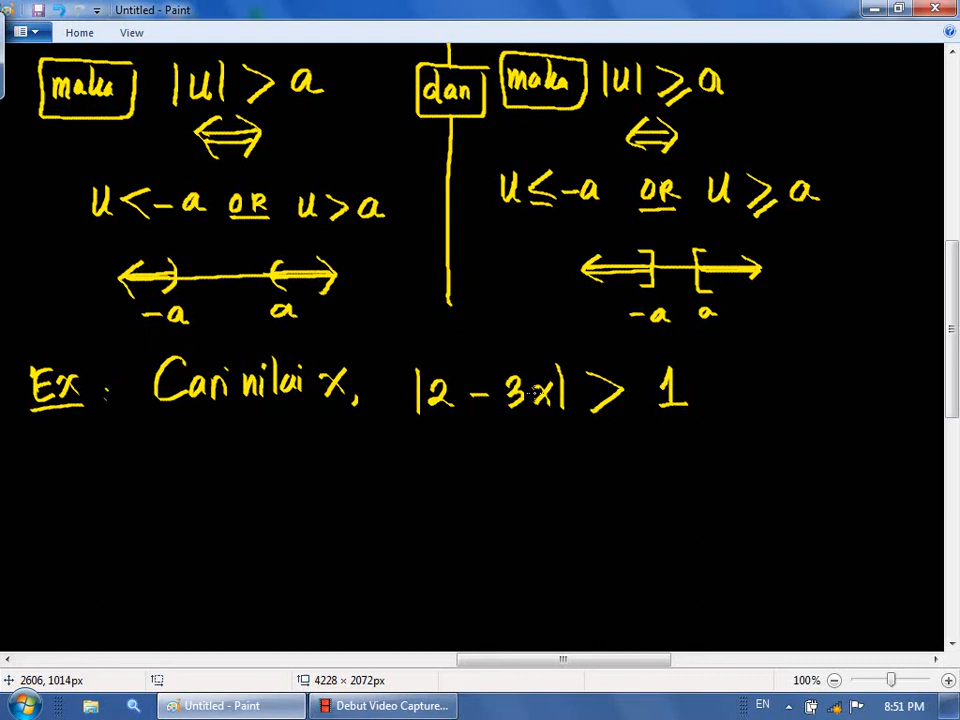 Untitled - Paint
Home View
maka |u| > a
⇔
u < -a OR u > a
-a a
dan
maka |u| ⩾ a
⇔
u ≤ -a OR u ⩾ a
-a a
Ex : Cari nilai x, |2 - 3x| > 1
2606, 1014px 4228 × 2072px 100%
Untitled - Paint Debut Video Capture... EN 8:51 PM